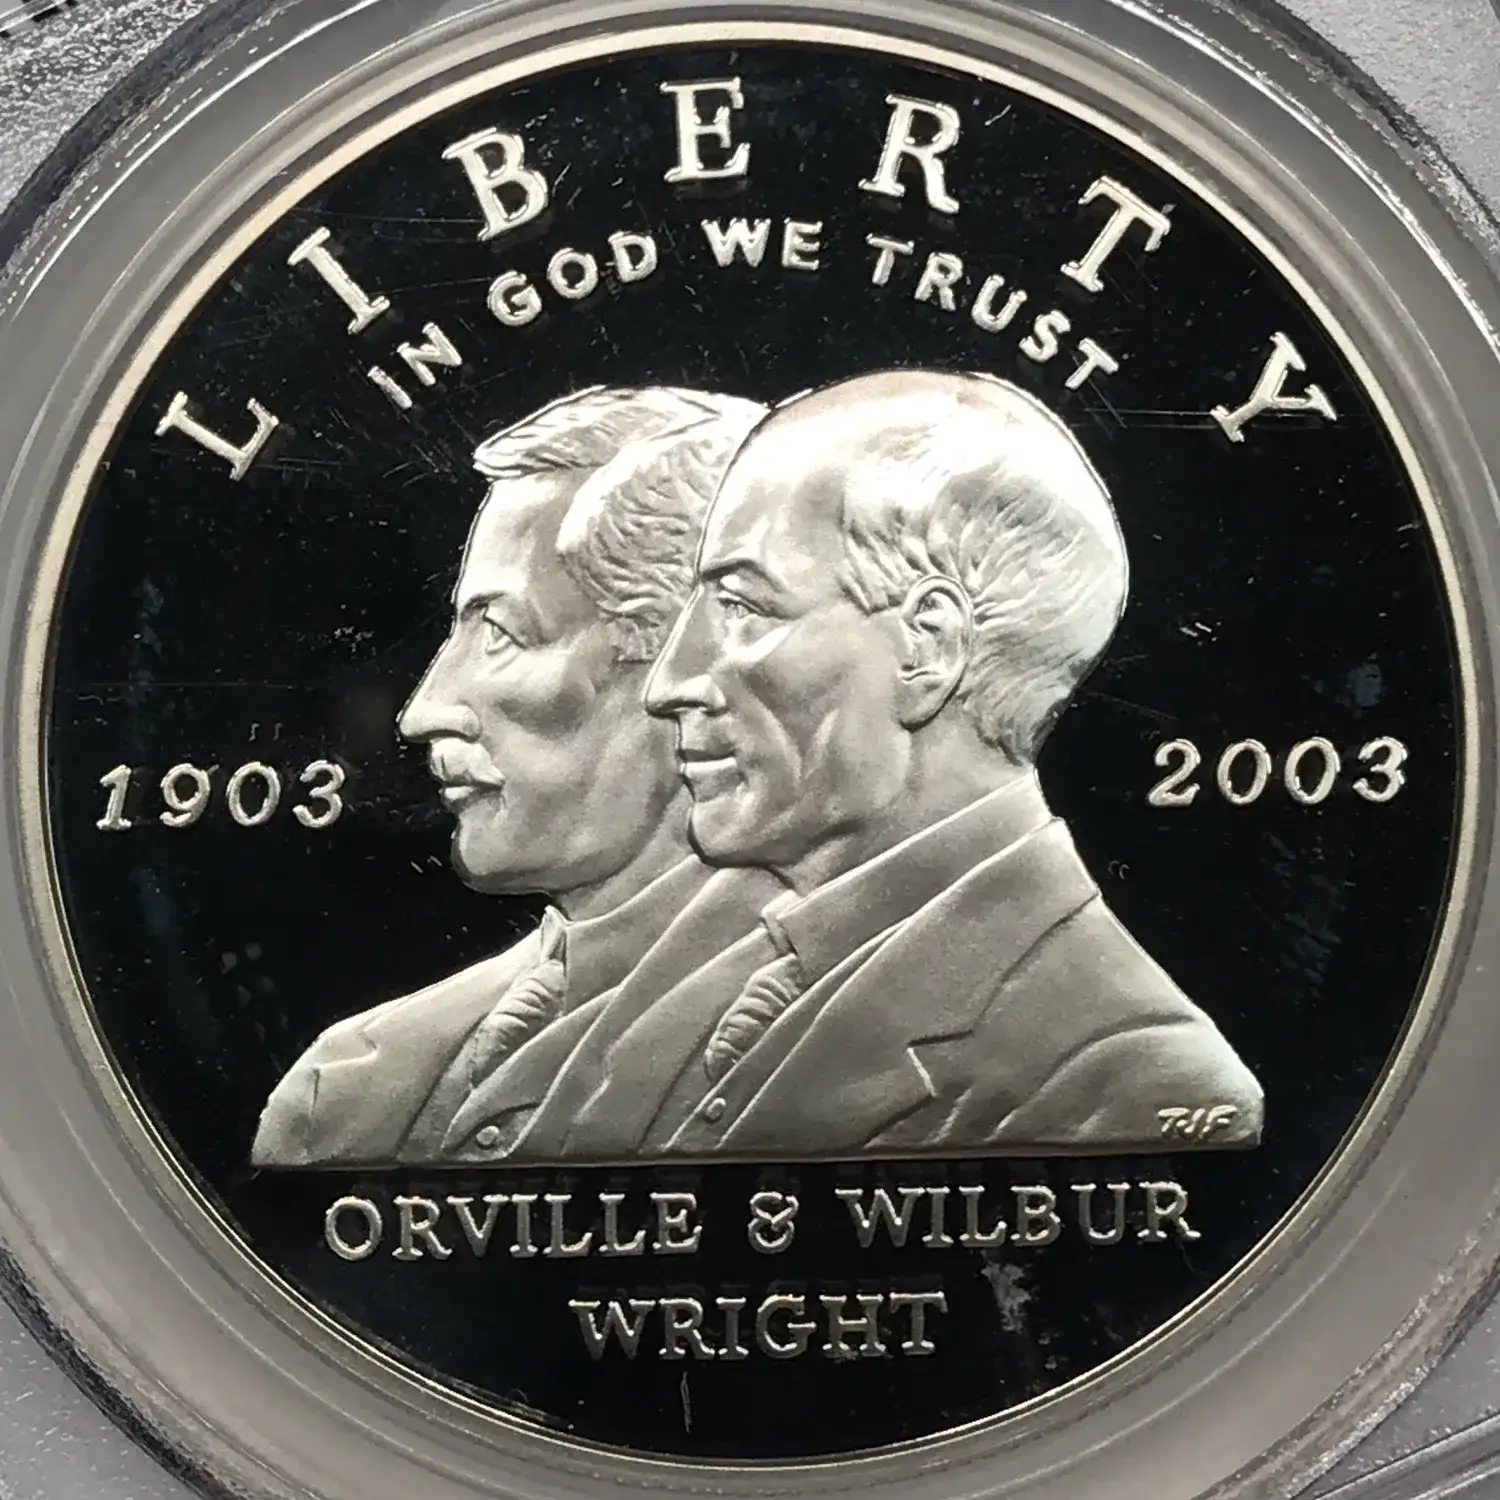 LIBERTY
IN GOD WE TRUST
1903
2003
TJF
ORVILLE & WILBUR
WRIGHT